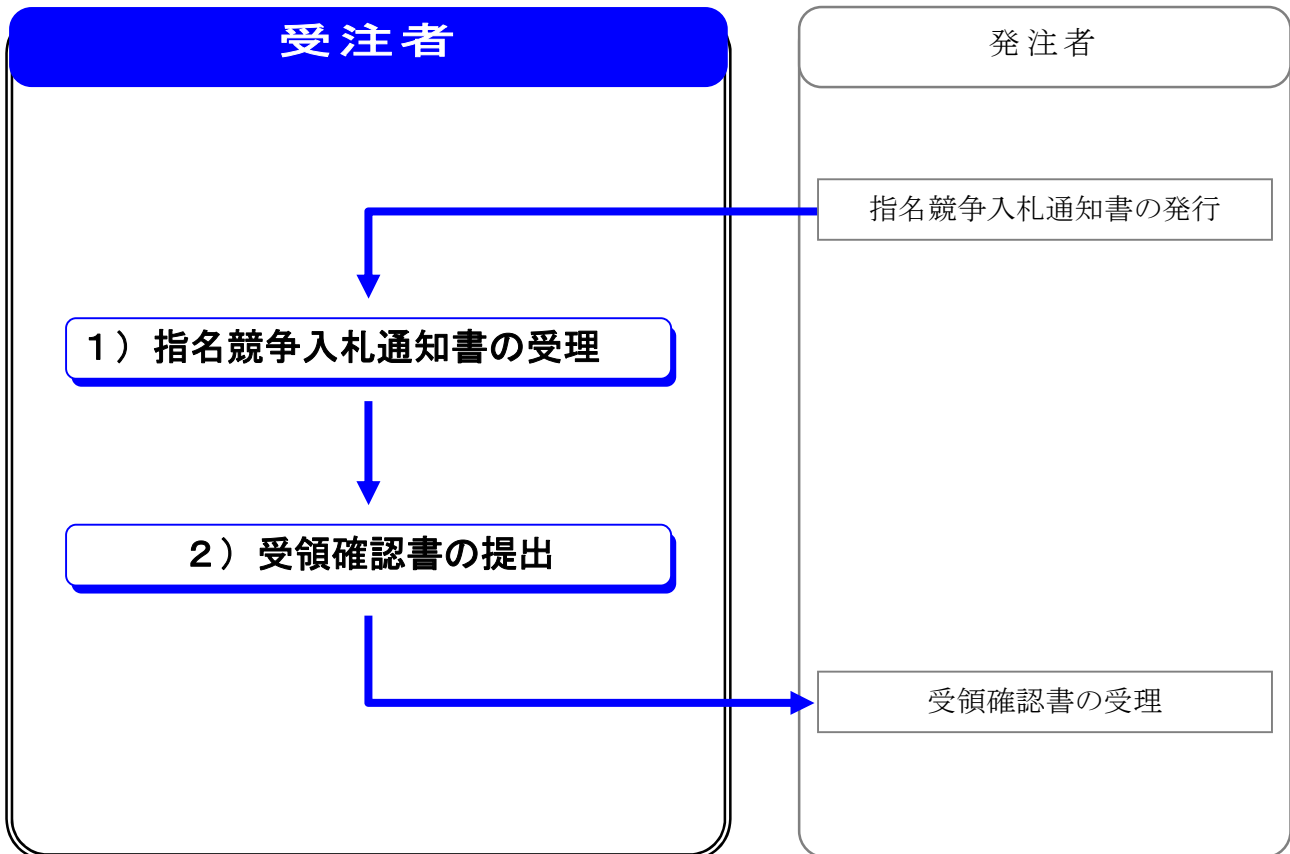 受注者
発注者
指名競争入札通知書の発行
１）指名競争入札通知書の受理
２）受領確認書の提出
受領確認書の受理